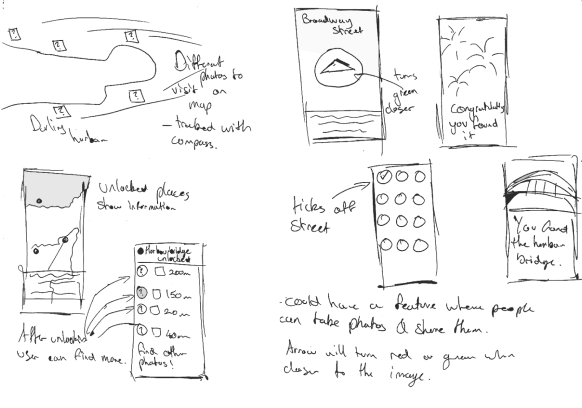 ?
?
?
?
?
Different
photos to
visit on
map
- tracked with
compass.
Darling
harbour
Broadway
Street
turns
green
closer
Congratulations
you found
it
unlocked places
show information
After unlocked
user can find more.
Harbour bridge
unlocked
? 200m
? 150m
? 20m
? 60m
find other
photos!
ticks off
Street
You found
the harbour
bridge.
- could have a feature where people
can take photos & share them.
Arrow will turn red or green when
closer to the image.